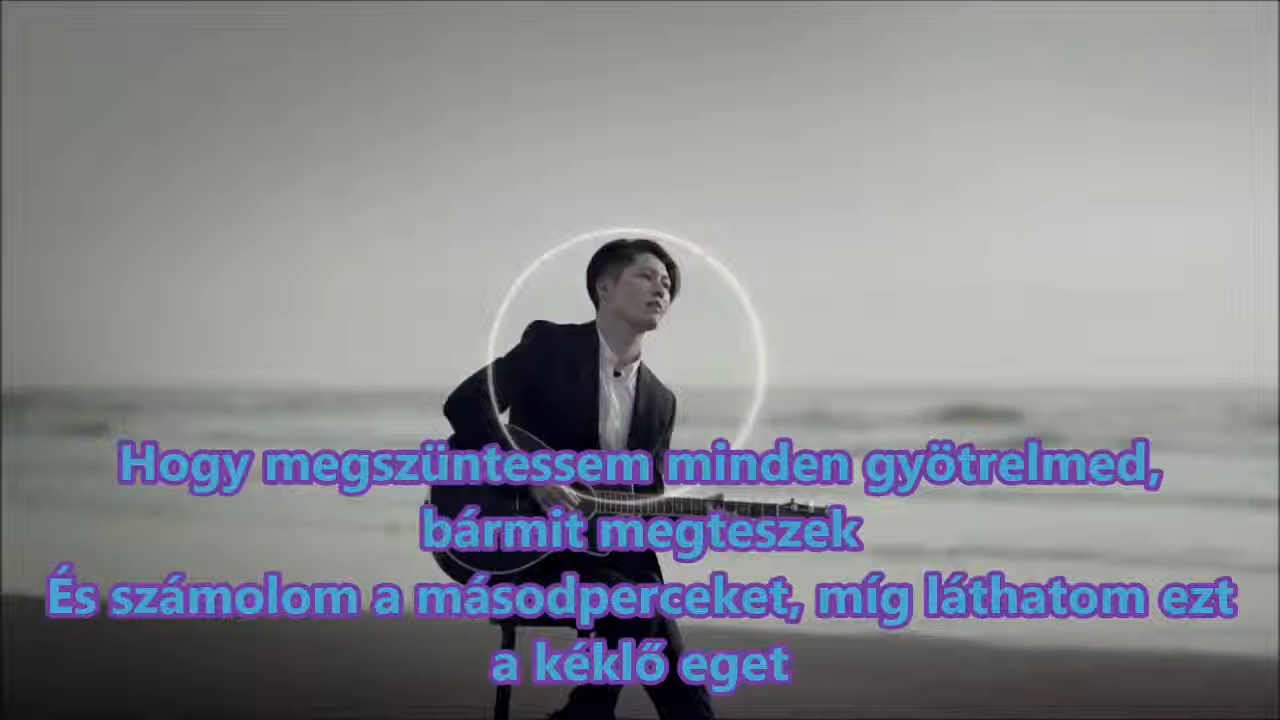 Hogy megszüntessem minden gyötrelmed,
bármit megteszek
És számolom a másodperceket, míg láthatom ezt
a kéklő eget